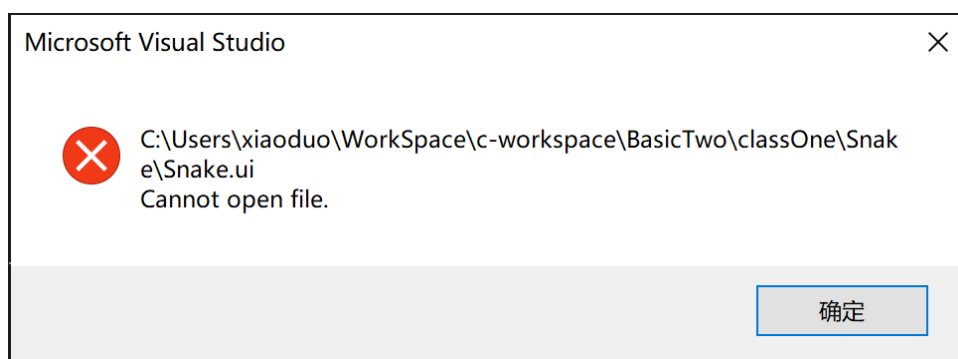 Microsoft Visual Studio
C:\Users\xiaoduo\WorkSpace\c-workspace\BasicTwo\classOne\Snak
e\Snake.ui
Cannot open file.
确定